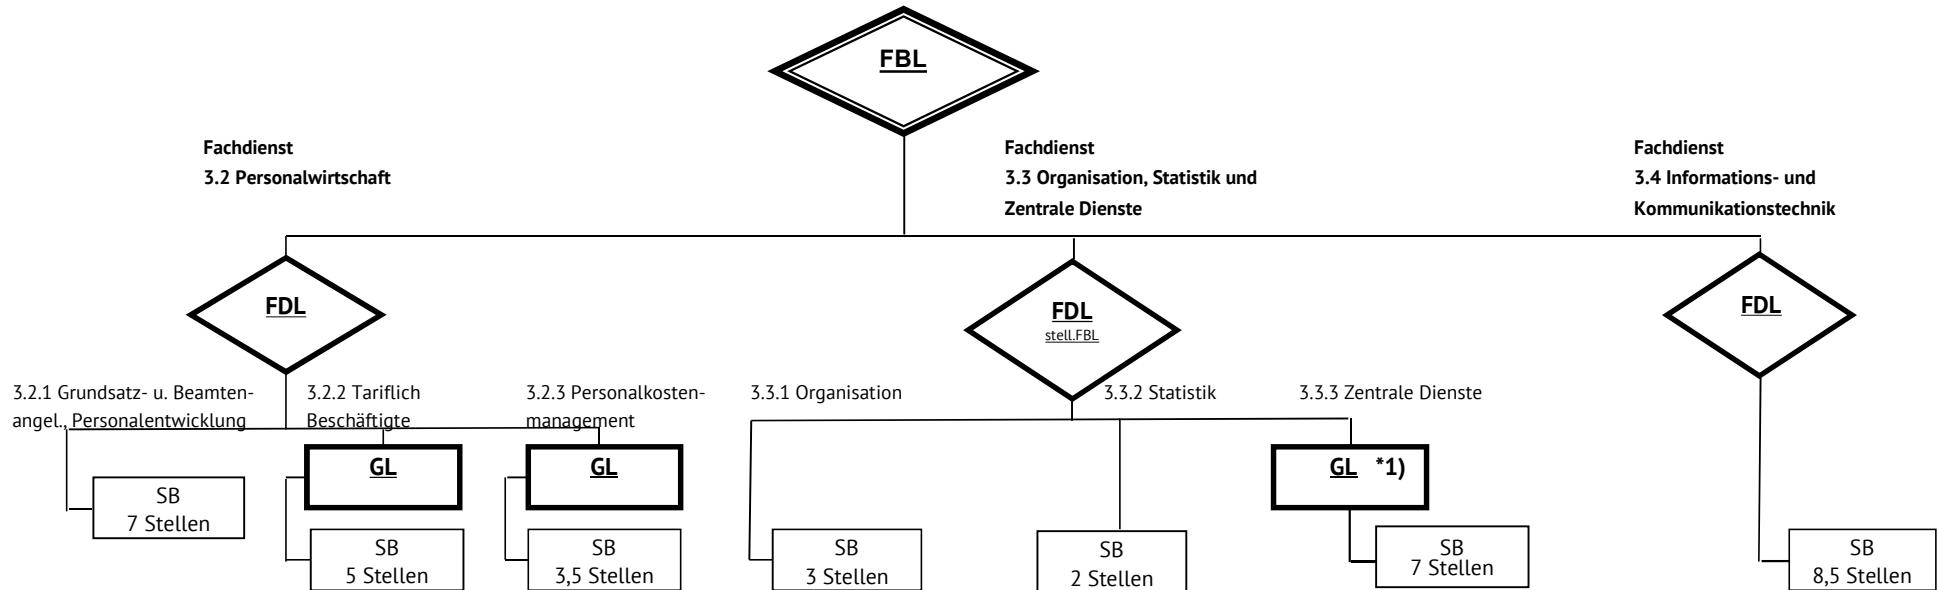 FBL
Fachdienst
3.2 Personalwirtschaft
Fachdienst
3.3 Organisation, Statistik und
Zentrale Dienste
Fachdienst
3.4 Informations- und
Kommunikationstechnik
FDL
FDL
stell.FBL
FDL
3.2.1 Grundsatz- u. Beamten-
angel., Personalentwicklung
3.2.2 Tariflich
Beschäftigte
3.2.3 Personalkosten-
management
3.3.1 Organisation
3.3.2 Statistik
3.3.3 Zentrale Dienste
GL
GL
GL *1)
SB
7 Stellen
SB
5 Stellen
SB
3,5 Stellen
SB
3 Stellen
SB
2 Stellen
SB
7 Stellen
SB
8,5 Stellen